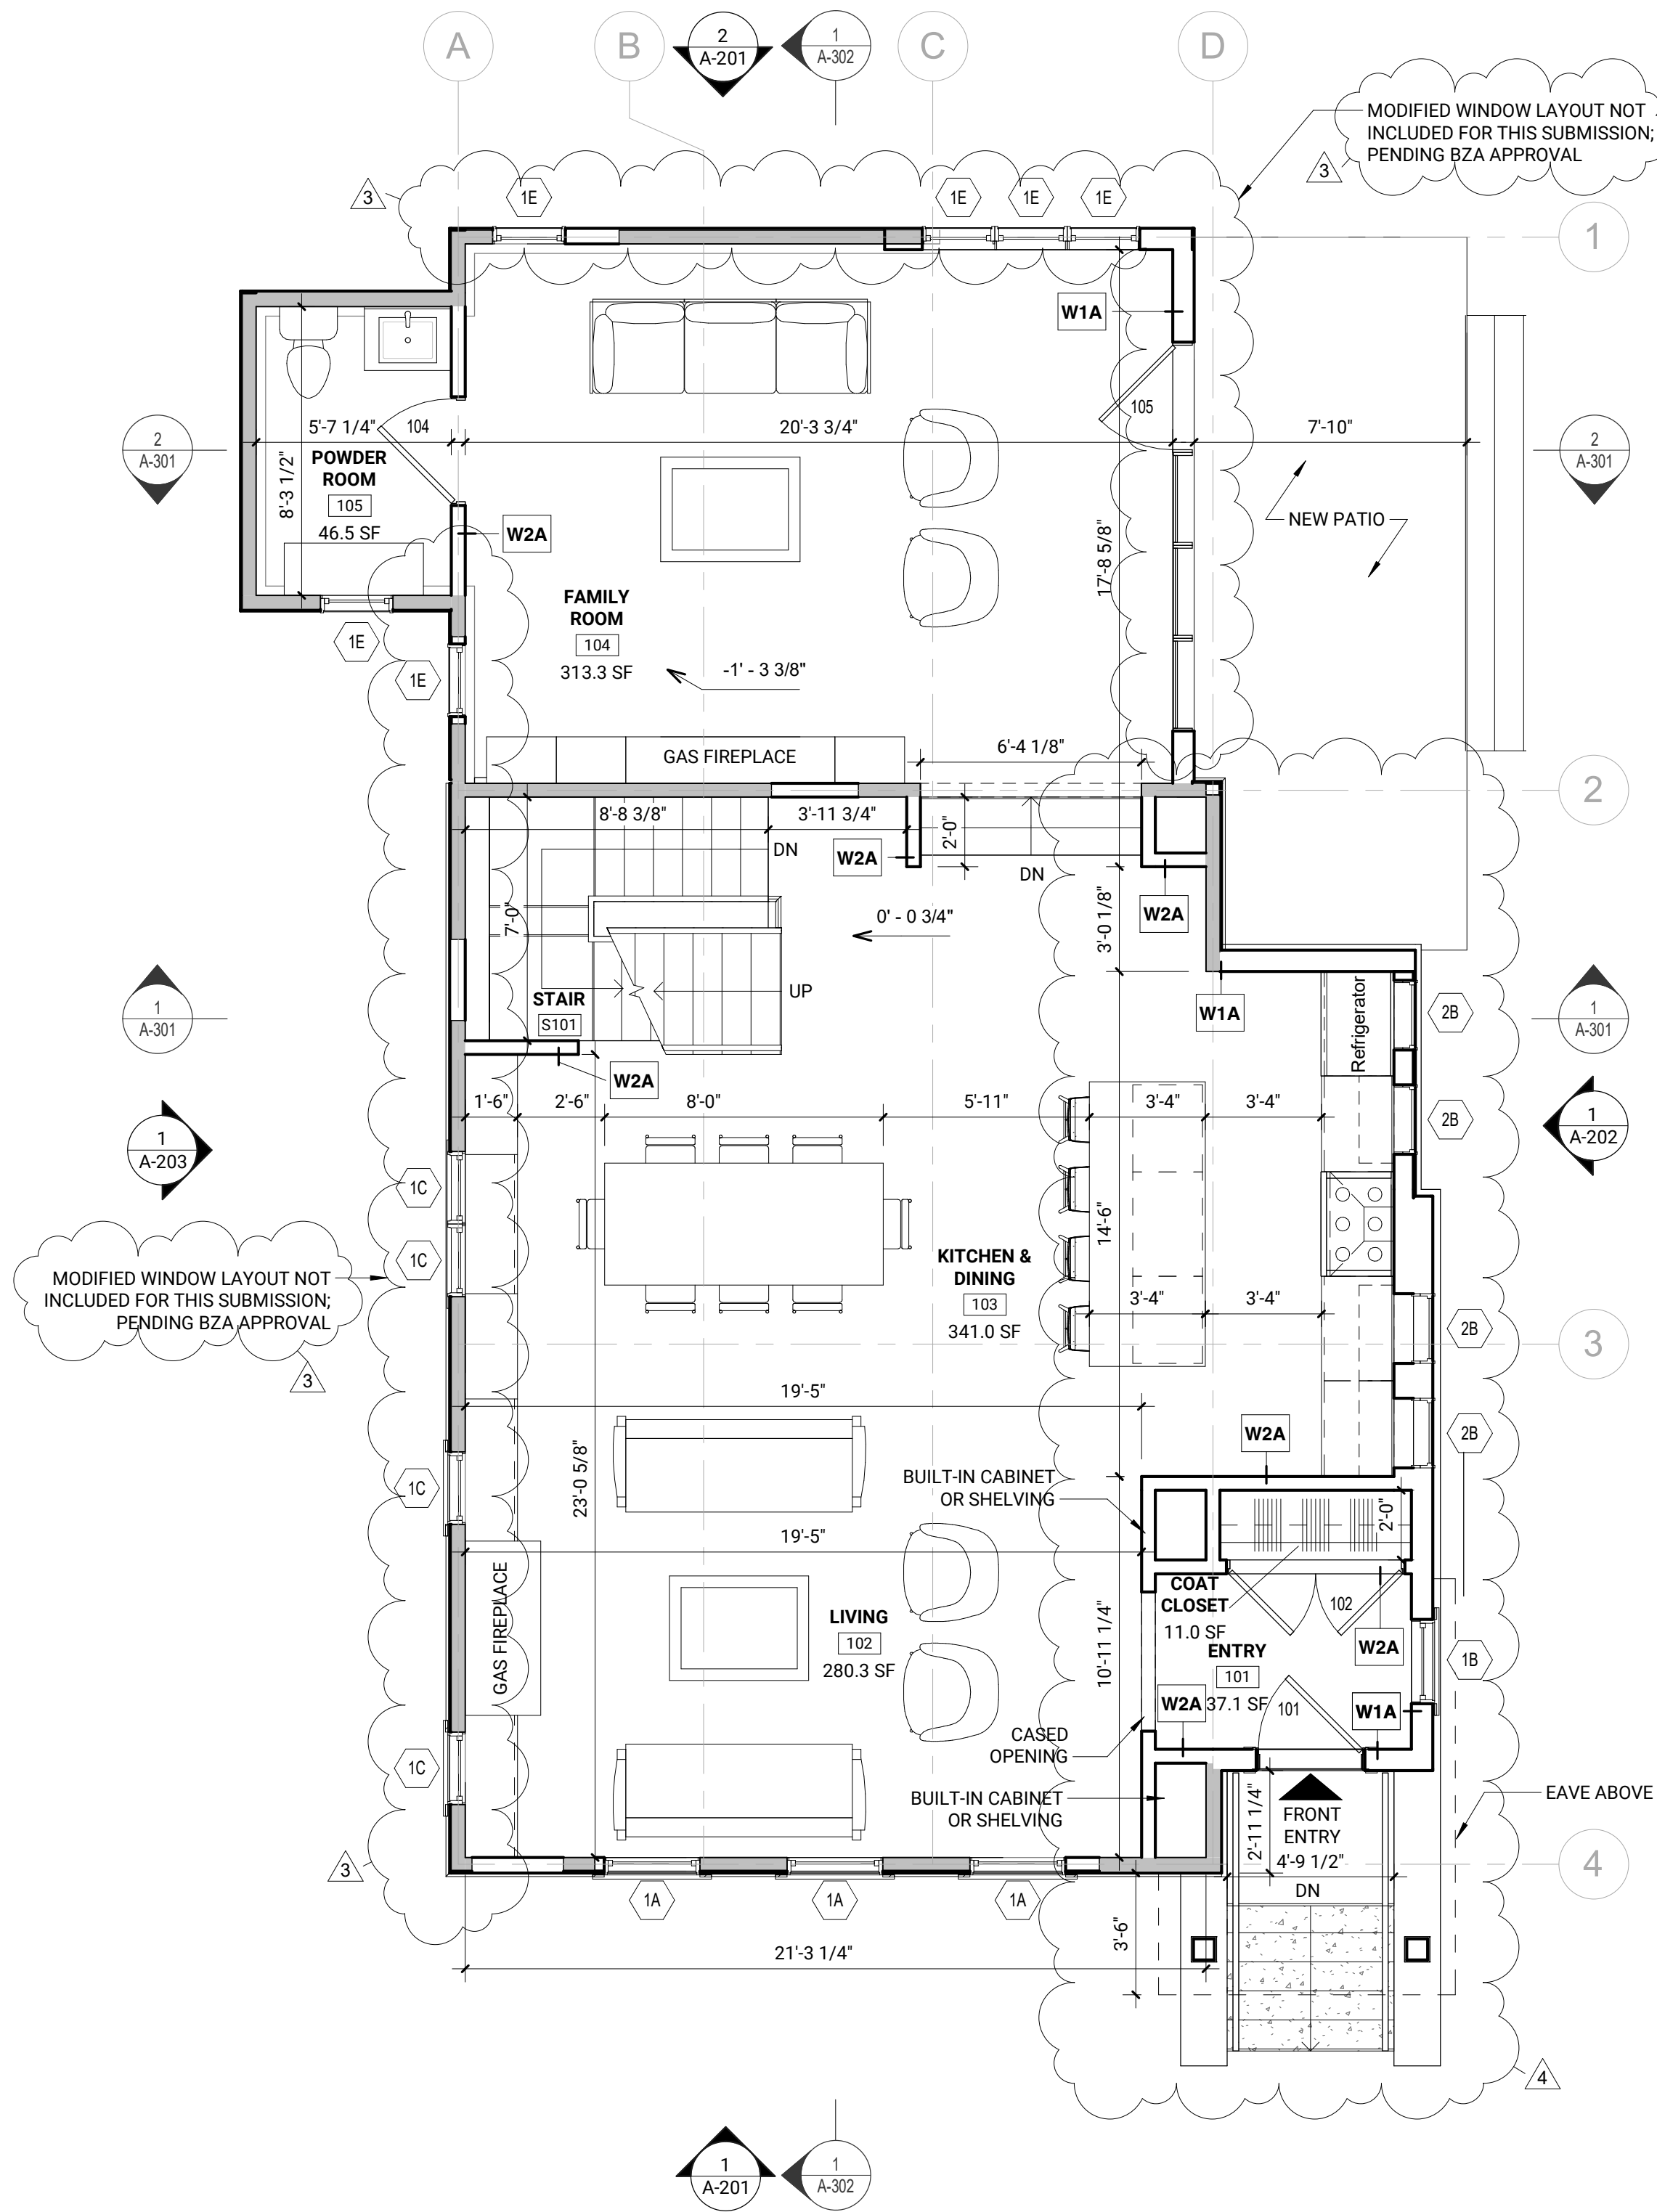 A
B
2
A-201
1
A-302
C
D
MODIFIED WINDOW LAYOUT NOT
INCLUDED FOR THIS SUBMISSION;
PENDING BZA APPROVAL
3
3
1E
1E
1E
1E
1
W1A
105
2
A-301
5'-7 1/4"
104
20'-3 3/4"
7'-10"
2
A-301
POWDER
ROOM
105
46.5 SF
8'-3 1/2"
W2A
NEW PATIO
17'-8 5/8"
FAMILY
ROOM
104
313.3 SF
1E
1E
-1' - 3 3/8"
GAS FIREPLACE
6'-4 1/8"
2
8'-8 3/8"
3'-11 3/4"
2'-0"
DN
W2A
DN
W2A
7'-0"
0' - 0 3/4"
3'-0 1/8"
STAIR
S101
UP
W1A
Refrigerator
2B
1
A-301
1
A-301
W2A
1'-6"
2'-6"
8'-0"
5'-11"
3'-4"
3'-4"
2B
1
A-203
1
A-202
1C
1C
14'-6"
KITCHEN &
DINING
103
341.0 SF
MODIFIED WINDOW LAYOUT NOT
INCLUDED FOR THIS SUBMISSION;
PENDING BZA APPROVAL
3
3'-4"
3'-4"
2B
3
19'-5"
W2A
2B
1C
23'-0 5/8"
BUILT-IN CABINET
OR SHELVING
2'-0"
19'-5"
GAS FIREPLACE
COAT
CLOSET
11.0 SF
102
LIVING
102
280.3 SF
10'-11 1/4"
ENTRY
101
37.1 SF
W2A
1B
W2A
101
W1A
CASED
OPENING
1C
BUILT-IN CABINET
OR SHELVING
2'-11 1/4"
FRONT
ENTRY
4'-9 1/2"
DN
EAVE ABOVE
3
4
1A
1A
1A
3'-6"
21'-3 1/4"
4
1
A-201
1
A-302